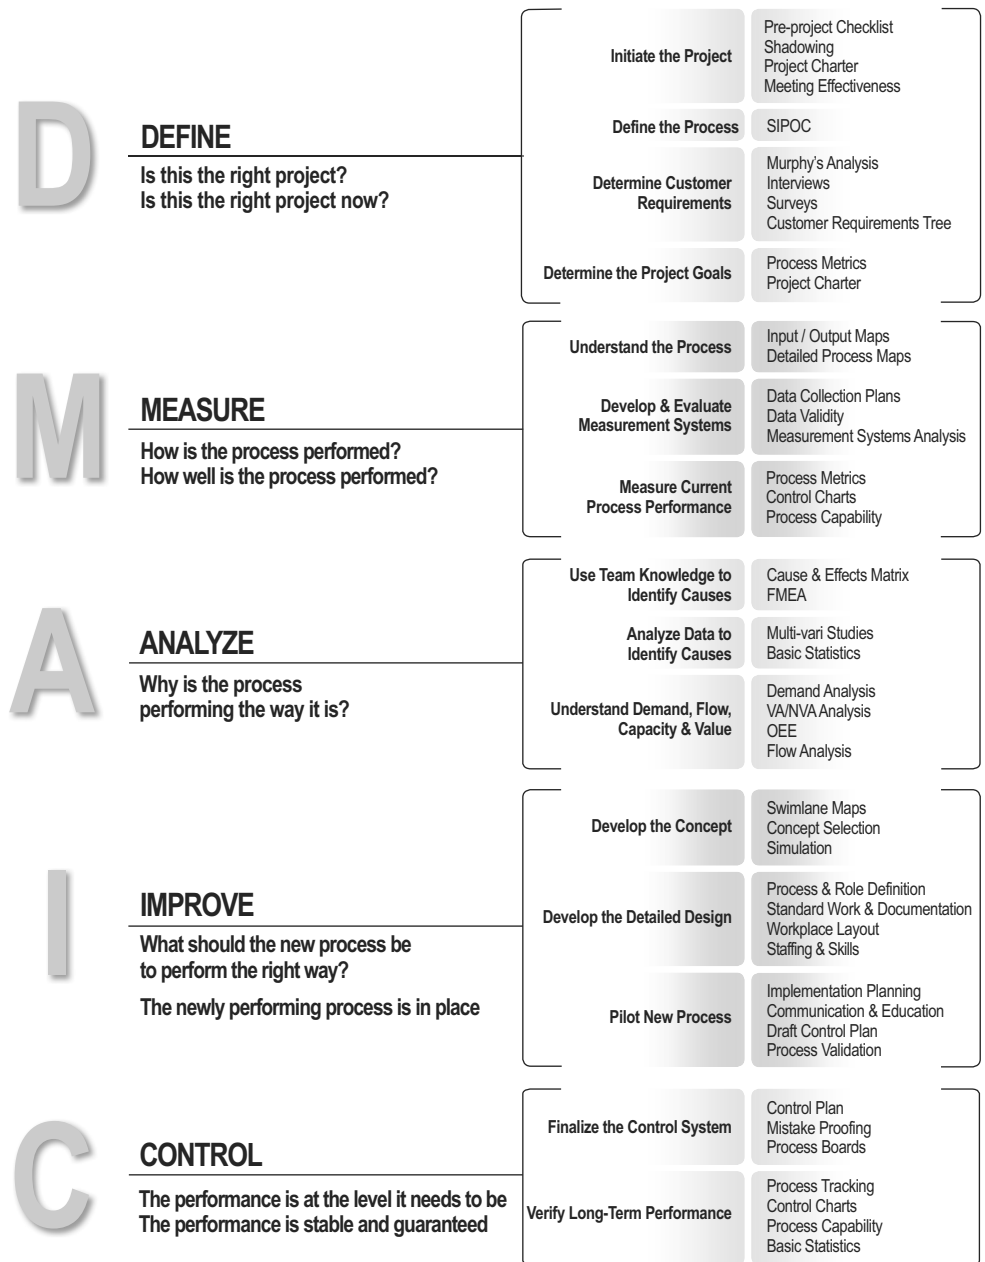 D
DEFINE
Is this the right project?
Is this the right project now?
Initiate the Project
Pre-project Checklist
Shadowing
Project Charter
Meeting Effectiveness
Define the Process
SIPOC
Determine Customer
Requirements
Murphy's Analysis
Interviews
Surveys
Customer Requirements Tree
Determine the Project Goals
Process Metrics
Project Charter
M
MEASURE
How is the process performed?
How well is the process performed?
Understand the Process
Input / Output Maps
Detailed Process Maps
Develop & Evaluate
Measurement Systems
Data Collection Plans
Data Validity
Measurement Systems Analysis
Measure Current
Process Performance
Process Metrics
Control Charts
Process Capability
A
ANALYZE
Why is the process
performing the way it is?
Use Team Knowledge to
Identify Causes
Cause & Effects Matrix
FMEA
Analyze Data to
Identify Causes
Multi-vari Studies
Basic Statistics
Understand Demand, Flow,
Capacity & Value
Demand Analysis
VA/NVA Analysis
OEE
Flow Analysis
I
IMPROVE
What should the new process be
to perform the right way?
The newly performing process is in place
Develop the Concept
Swimlane Maps
Concept Selection
Simulation
Develop the Detailed Design
Process & Role Definition
Standard Work & Documentation
Workplace Layout
Staffing & Skills
Pilot New Process
Implementation Planning
Communication & Education
Draft Control Plan
Process Validation
C
CONTROL
The performance is at the level it needs to be
The performance is stable and guaranteed
Finalize the Control System
Control Plan
Mistake Proofing
Process Boards
Verify Long-Term Performance
Process Tracking
Control Charts
Process Capability
Basic Statistics